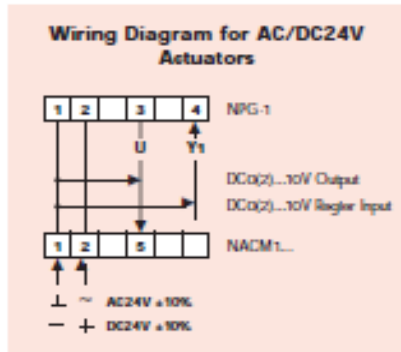 Wiring Diagram for AC/DC24V
Actuators
1 2 3 4 NPG-1
U Y1
DC0(2)...10V Output
DC0(2)...10V Regler Input
1 2 5 NACM1...
⊥ ~ AC24V ±10%
– + DC24V ±10%